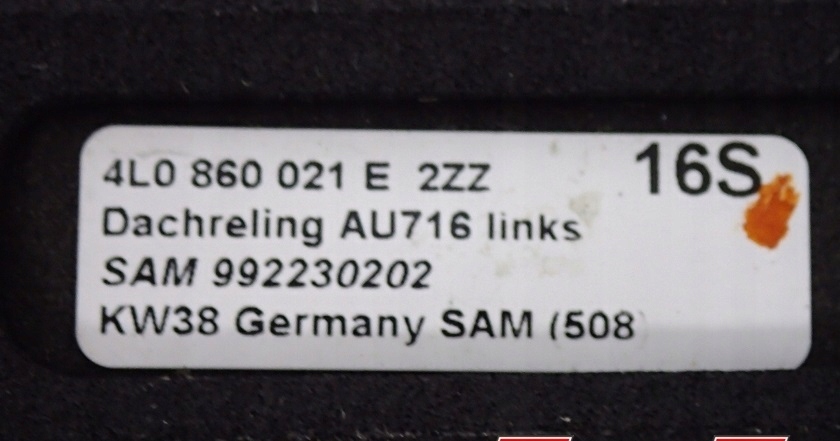 4L0 860 021 E 2ZZ 16S
Dachreling AU716 links
SAM 992230202
KW38 Germany SAM (508